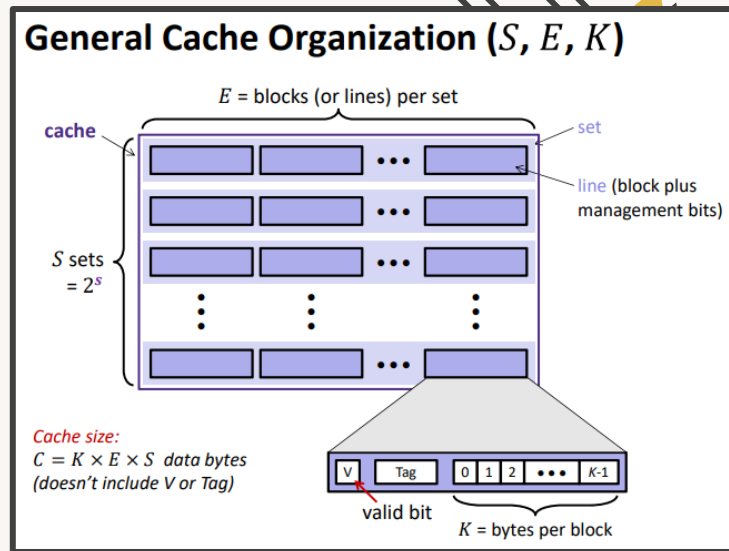 General Cache Organization (S, E, K)
E = blocks (or lines) per set
cache
set
line (block plus
management bits)
S sets
= 2ˢ
Cache size:
C = K × E × S data bytes
(doesn't include V or Tag)
V Tag 0 1 2 ••• K-1
valid bit
K = bytes per block